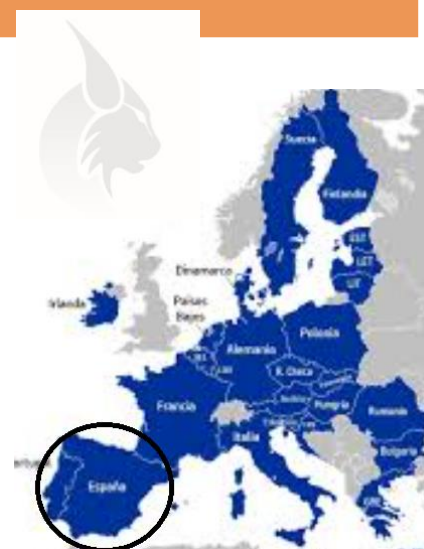 Suecia
Finlandia
EST
LET
LIT
Dinamarca
Irlanda
Países
Bajos
Polonia
Alemania
R. Checa
Francia
Hungría
Rumanía
Italia
Bulgaria
España